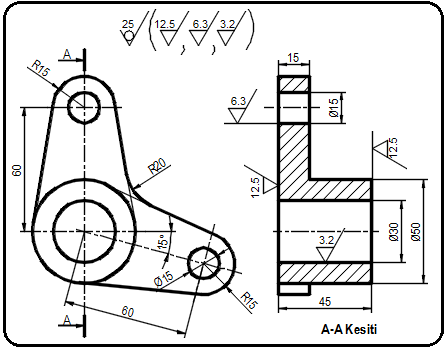 25 ( 12.5 , 6.3 , 3.2 )
A
R15
15
6.3
Ø15
12.5
60
R20
12.5
15°
Ø30
Ø50
3.2
Ø15
R15
60
A
45
A-A Kesiti